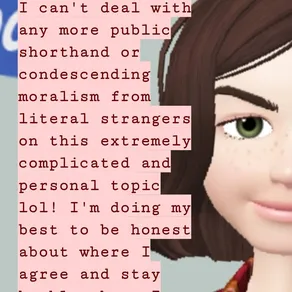 I can't deal with
any more public
shorthand or
condescending
moralism from
literal strangers
on this extremely
complicated and
personal topic
lol! I'm doing my
best to be honest
about where I
agree and stay